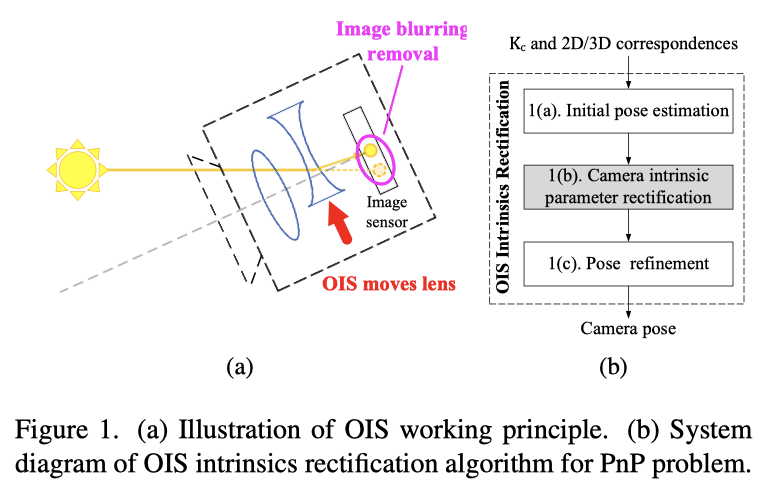 Image blurring
removal
Image
sensor
OIS moves lens
(a)
K_c and 2D/3D correspondences
OIS Intrinsics Rectification
1(a). Initial pose estimation
1(b). Camera intrinsic
parameter rectification
1(c). Pose refinement
Camera pose
(b)
Figure 1. (a) Illustration of OIS working principle. (b) System
diagram of OIS intrinsics rectification algorithm for PnP problem.